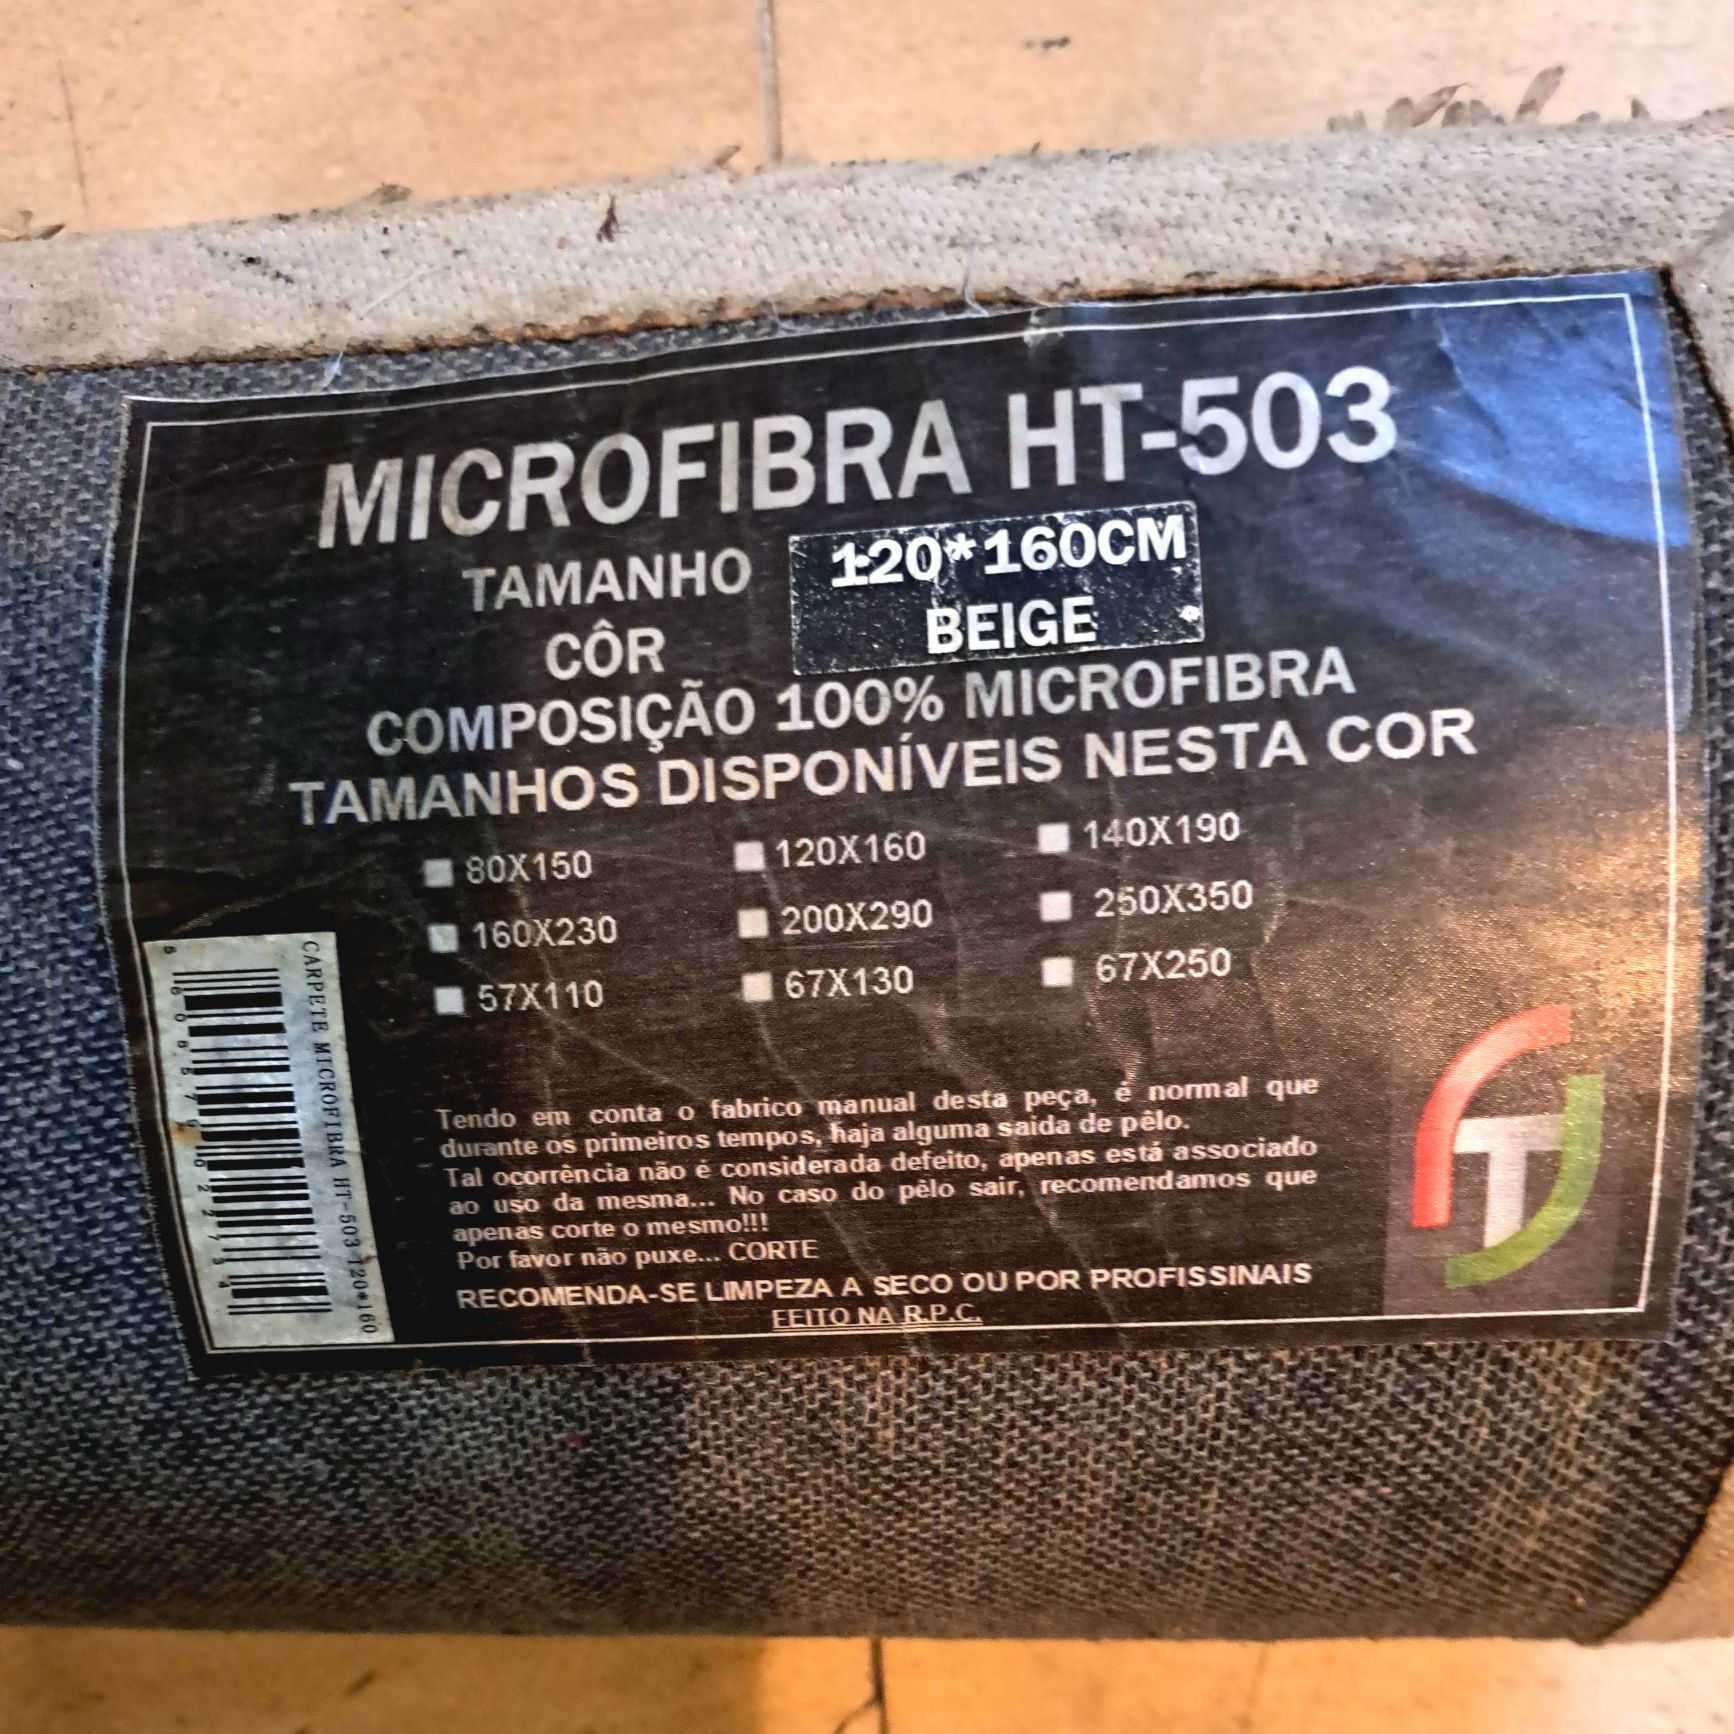 MICROFIBRA HT-503
TAMANHO 120*160CM
CÔR BEIGE
COMPOSIÇÃO 100% MICROFIBRA
TAMANHOS DISPONÍVEIS NESTA COR
80X150 120X160 140X190
160X230 200X290 250X350
57X110 67X130 67X250
Tendo em conta o fabrico manual desta peça, é normal que
durante os primeiros tempos, haja alguma saída de pêlo.
Tal ocorrência não é considerada defeito, apenas está associado
ao uso da mesma... No caso do pêlo sair, recomendamos que
apenas corte o mesmo!!!
Por favor não puxe... CORTE
RECOMENDA-SE LIMPEZA A SECO OU POR PROFISSINAIS
FEITO NA R.P.C.
CARPETE MICROFIBRA HT-503 120*160
T